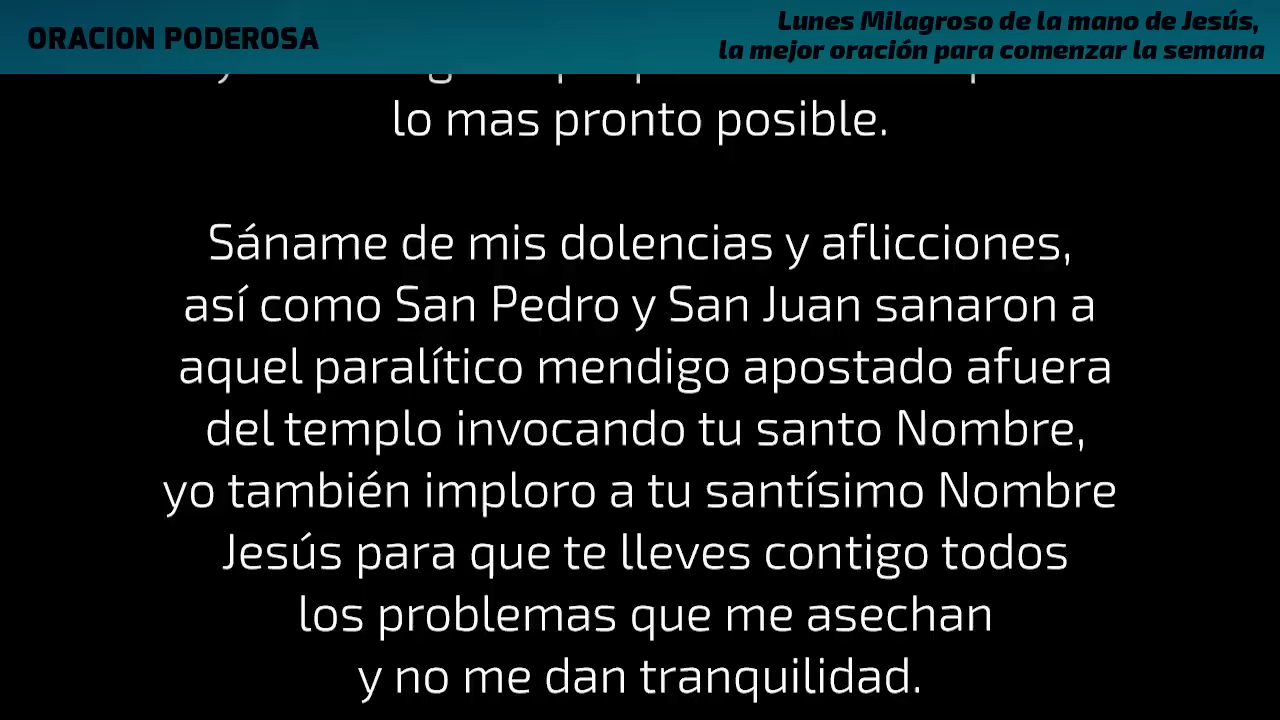 ORACION PODEROSA
Lunes Milagroso de la mano de Jesús,
la mejor oración para comenzar la semana
lo mas pronto posible.
Sáname de mis dolencias y aflicciones,
así como San Pedro y San Juan sanaron a
aquel paralítico mendigo apostado afuera
del templo invocando tu santo Nombre,
yo también imploro a tu santísimo Nombre
Jesús para que te lleves contigo todos
los problemas que me asechan
y no me dan tranquilidad.